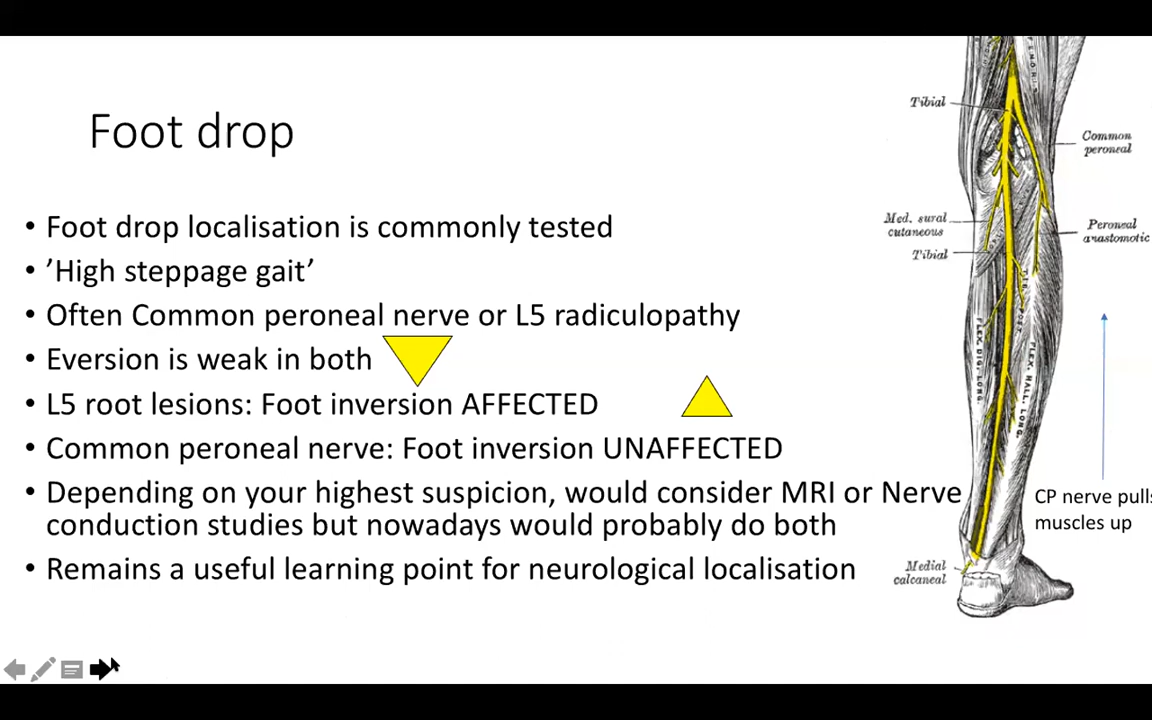 Foot drop
• Foot drop localisation is commonly tested
• ’High steppage gait’
• Often Common peroneal nerve or L5 radiculopathy
• Eversion is weak in both
• L5 root lesions: Foot inversion AFFECTED
• Common peroneal nerve: Foot inversion UNAFFECTED
• Depending on your highest suspicion, would consider MRI or Nerve
conduction studies but nowadays would probably do both
• Remains a useful learning point for neurological localisation
Tibial
Common
peroneal
Med. sural
cutaneous
Tibial
Peroneal
anastomotic
FLEX. DIGI. LONG.
FLEX. HALL. LONG.
CP nerve pulls
muscles up
Medial
calcaneal